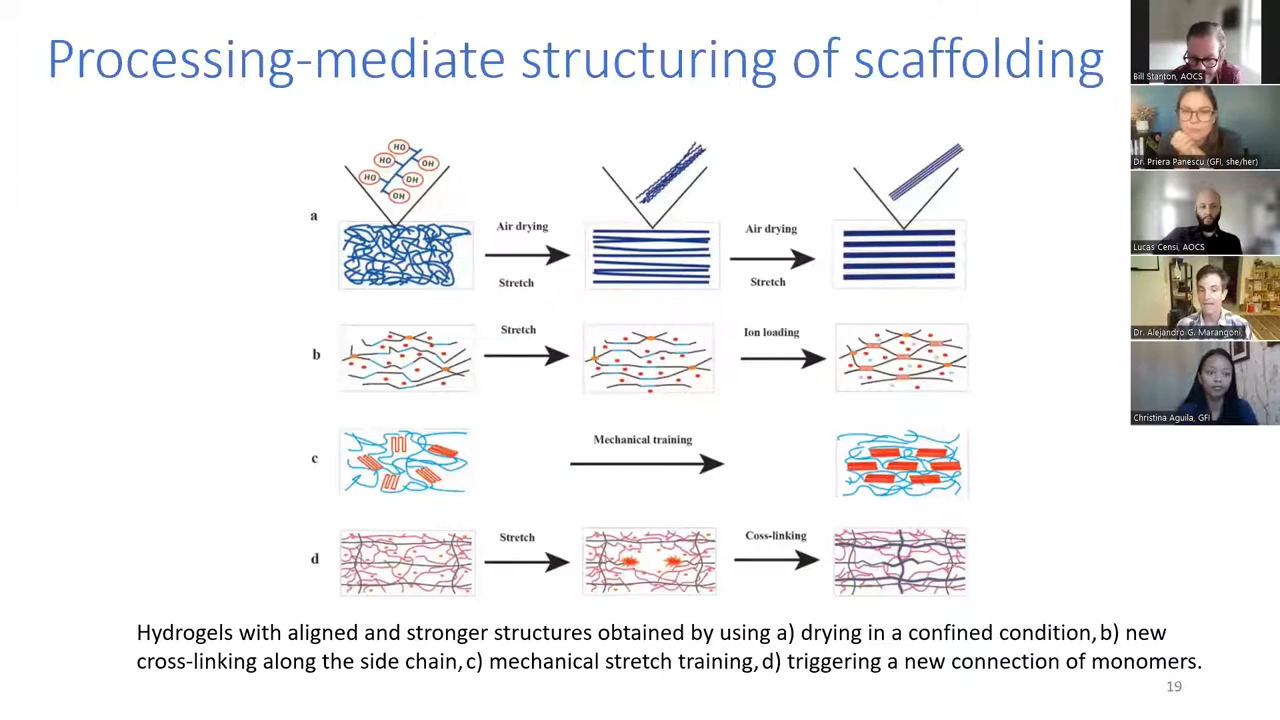 Processing-mediate structuring of scaffolding
Bill Stanton, AOCS
Dr. Priera Panescu (GFI, she/her)
Lucas Censi, AOCS
Dr. Alejandro G. Marangoni,
Christina Aguila, GFI
HO
HO
OH
HO
OH
OH
a
Air drying
Stretch
Air drying
Stretch
b
Stretch
Ion loading
c
Mechanical training
d
Stretch
Coss-linking
Hydrogels with aligned and stronger structures obtained by using a) drying in a confined condition, b) new
cross-linking along the side chain, c) mechanical stretch training, d) triggering a new connection of monomers.
19